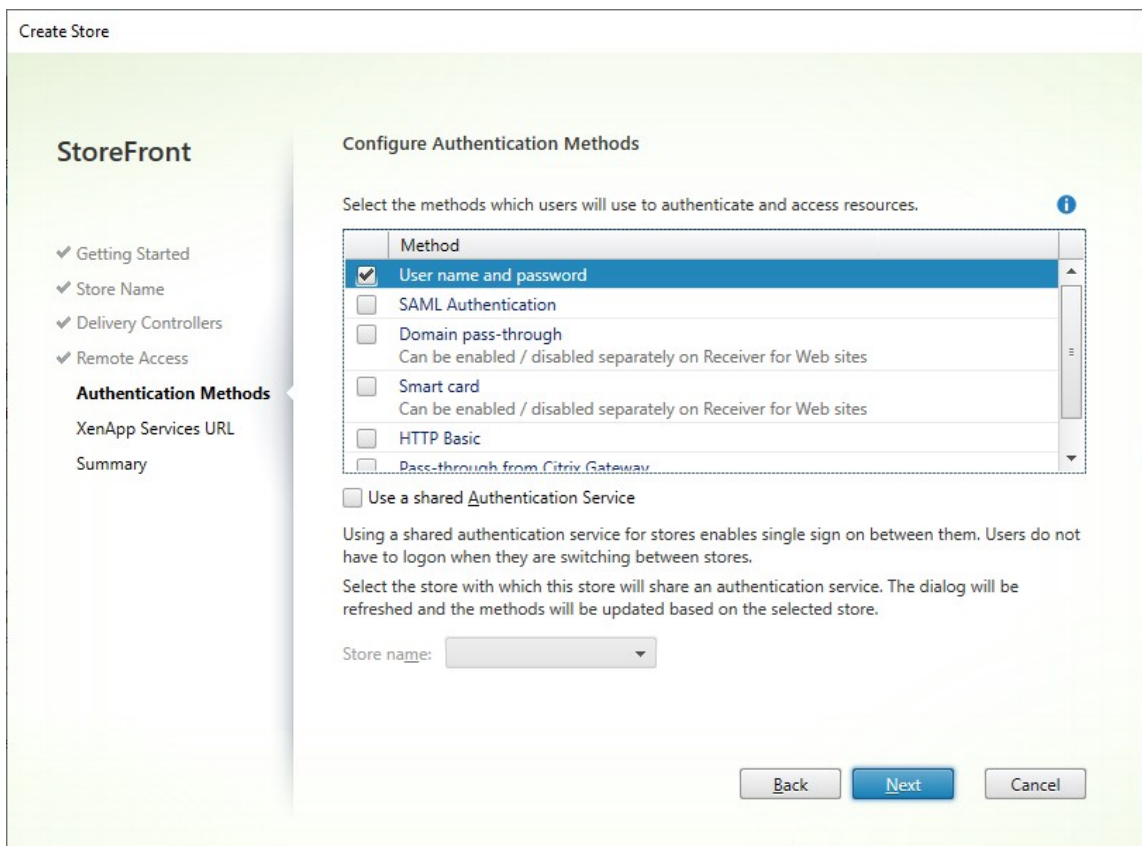 Create Store
StoreFront
Getting Started
Store Name
Delivery Controllers
Remote Access
Authentication Methods
XenApp Services URL
Summary
Configure Authentication Methods
Select the methods which users will use to authenticate and access resources.
Method
User name and password
SAML Authentication
Domain pass-through
Can be enabled / disabled separately on Receiver for Web sites
Smart card
Can be enabled / disabled separately on Receiver for Web sites
HTTP Basic
Pass-through from Citrix Gateway
Use a shared Authentication Service
Using a shared authentication service for stores enables single sign on between them. Users do not
have to logon when they are switching between stores.
Select the store with which this store will share an authentication service. The dialog will be
refreshed and the methods will be updated based on the selected store.
Store name:
Back
Next
Cancel